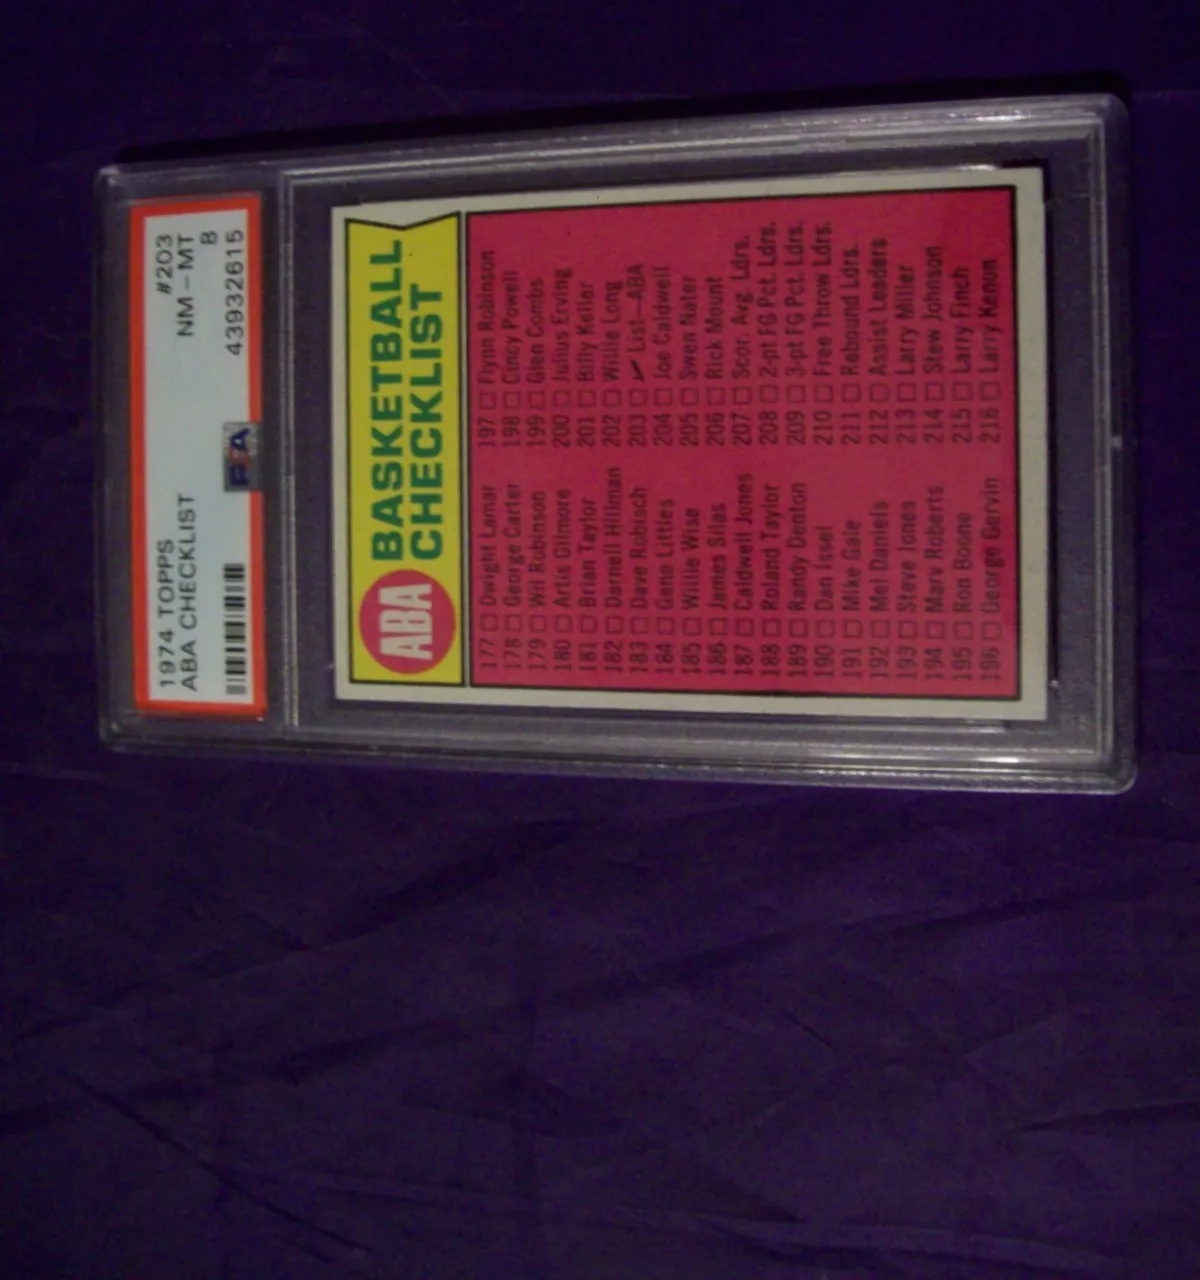 1974 TOPPS #203
ABA CHECKLIST NM - MT
8
PSA 43932615
ABA BASKETBALL
CHECKLIST
177 Dwight Lamar
178 George Carter
179 Wil Robinson
180 Artis Gilmore
181 Brian Taylor
182 Darnell Hillman
183 Dave Robisch
184 Gene Littles
185 Willie Wise
186 James Silas
187 Caldwell Jones
188 Roland Taylor
189 Randy Denton
190 Dan Issel
191 Mike Gale
192 Mel Daniels
193 Steve Jones
194 Marv Roberts
195 Ron Boone
196 George Gervin
197 Flynn Robinson
198 Cincy Powell
199 Glen Combs
200 Julius Erving
201 Billy Keller
202 Willie Long
203 ✓ List—ABA
204 Joe Caldwell
205 Swen Nater
206 Rick Mount
207 Scor Avg. Ldrs.
208 2-pt FG Pct. Ldrs.
209 3-pt FG Pct. Ldrs.
210 Free Throw Ldrs.
211 Rebound Ldrs.
212 Assist Leaders
213 Larry Miller
214 Stew Johnson
215 Larry Finch
216 Larry Kenon